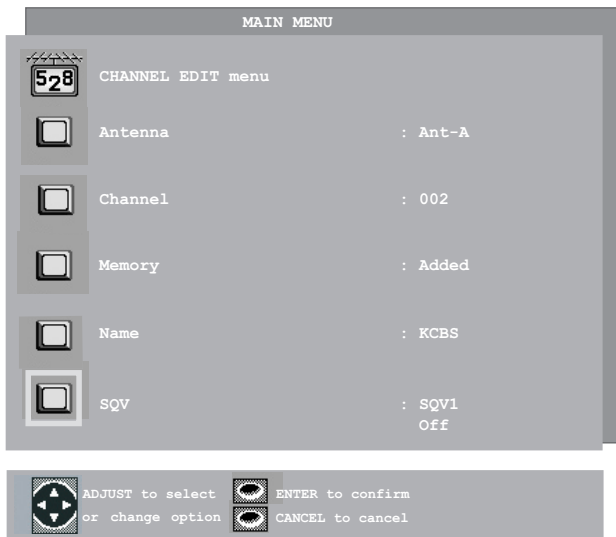 MAIN MENU
528
CHANNEL EDIT menu
Antenna : Ant-A
Channel : 002
Memory : Added
Name : KCBS
SQV : SQV1
Off
ADJUST to select ENTER to confirm
or change option CANCEL to cancel